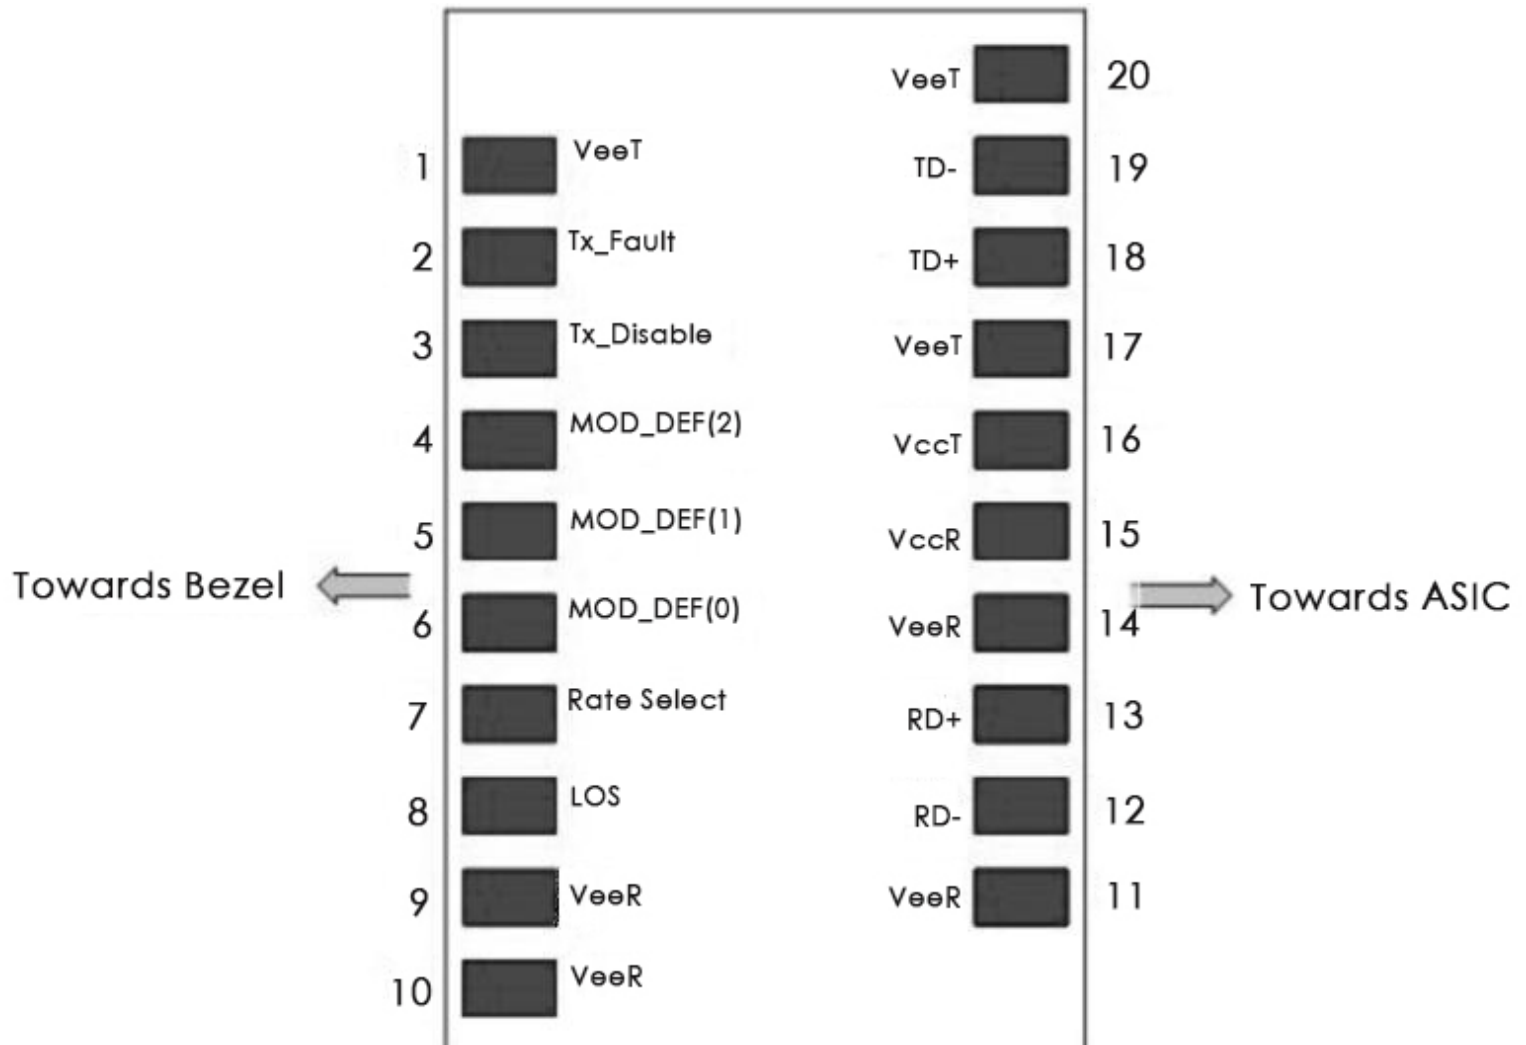 VeeT 20
1 VeeT
TD- 19
2 Tx_Fault
TD+ 18
3 Tx_Disable
VeeT 17
4 MOD_DEF(2)
VccT 16
5 MOD_DEF(1)
VccR 15
Towards Bezel
Towards ASIC
6 MOD_DEF(0)
VeeR 14
7 Rate Select
RD+ 13
8 LOS
RD- 12
9 VeeR
VeeR 11
10 VeeR